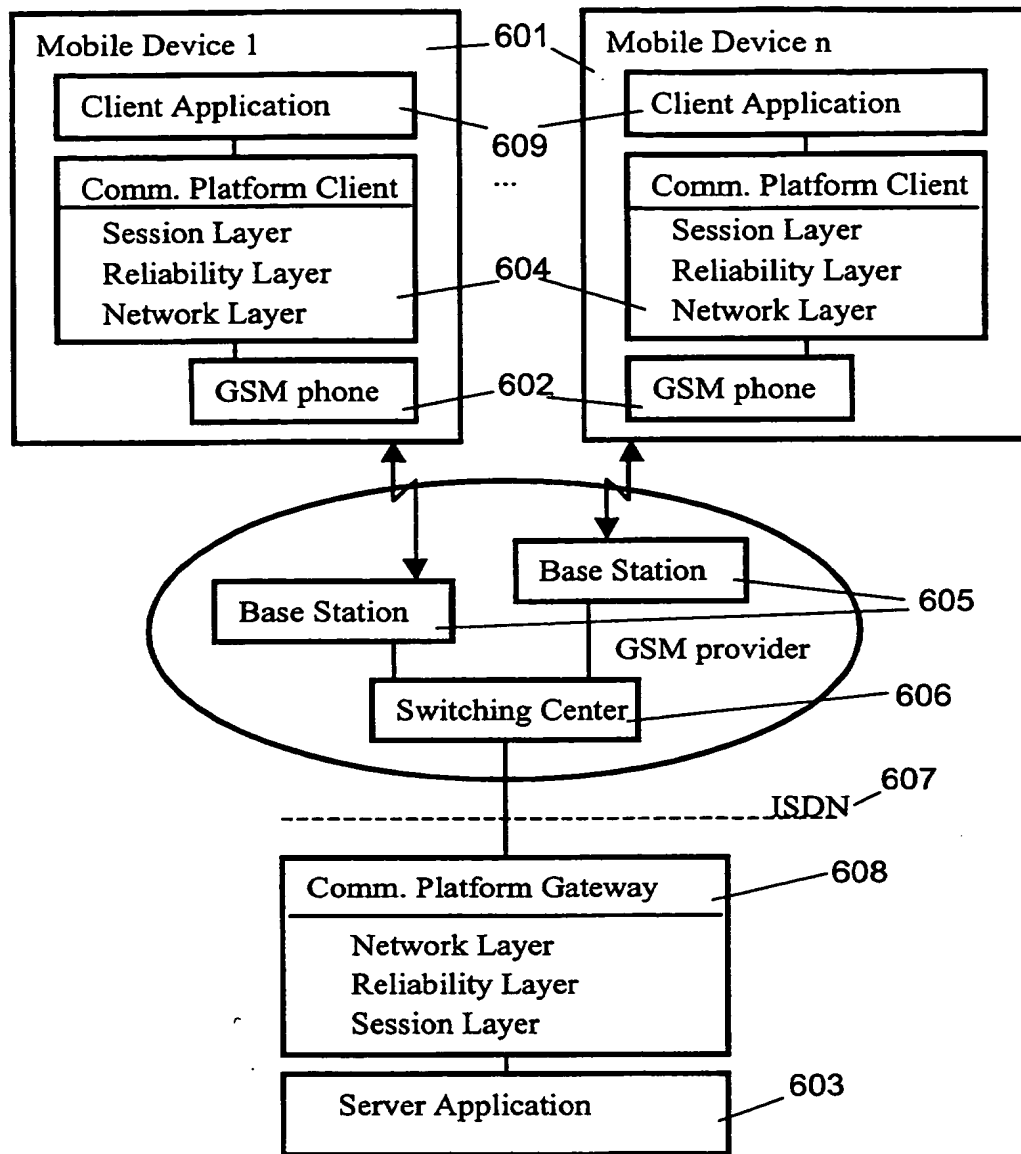 Mobile Device 1
601
Mobile Device n
Client Application
Client Application
609
...
Comm. Platform Client
Session Layer
Reliability Layer
Network Layer
Comm. Platform Client
Session Layer
Reliability Layer
Network Layer
604
GSM phone
602
GSM phone
Base Station
Base Station
605
GSM provider
Switching Center
606
ISDN
607
Comm. Platform Gateway
608
Network Layer
Reliability Layer
Session Layer
Server Application
603